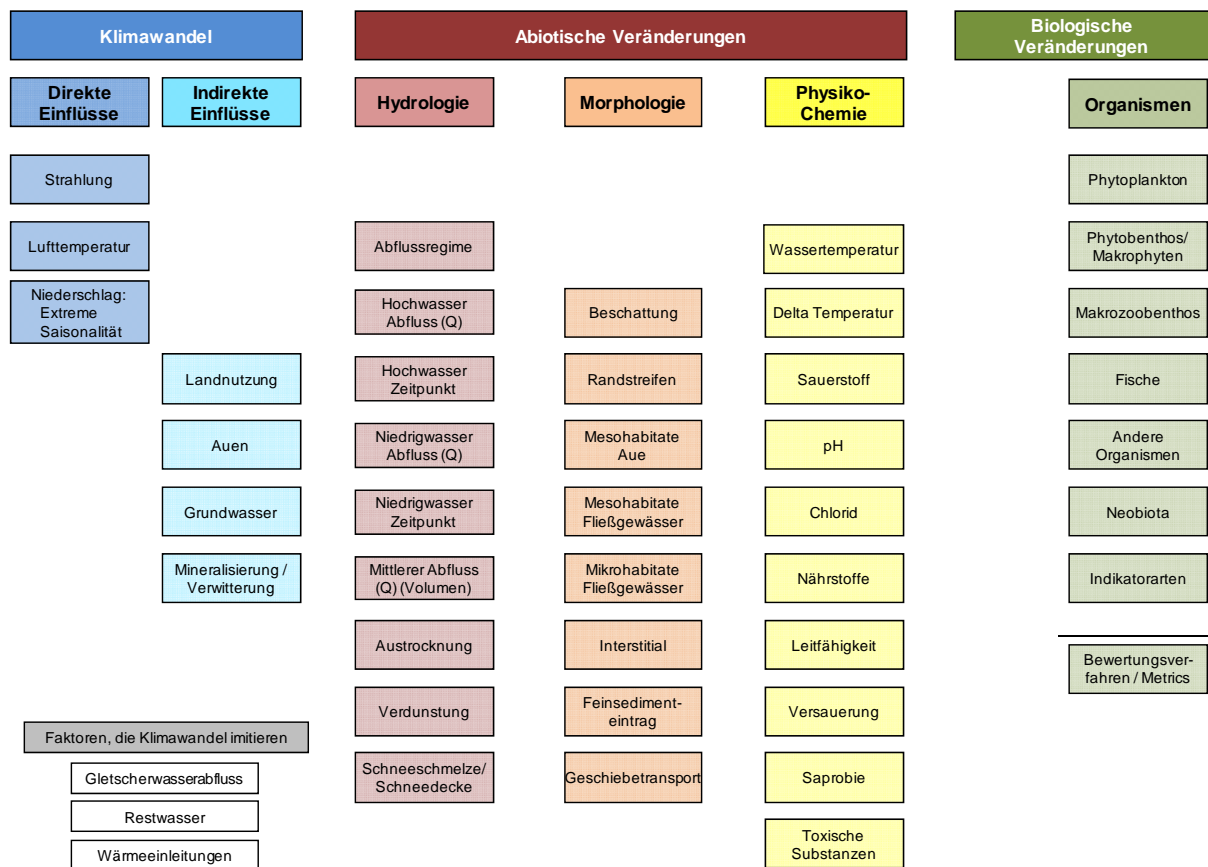 Klimawandel
Abiotische Veränderungen
Biologische
Veränderungen
Direkte
Einflüsse
Indirekte
Einflüsse
Hydrologie
Morphologie
Physiko-
Chemie
Organismen
Strahlung
Lufttemperatur
Niederschlag:
Extreme
Saisonalität
Landnutzung
Auen
Grundwasser
Mineralisierung /
Verwitterung
Abflussregime
Hochwasser
Abfluss (Q)
Hochwasser
Zeitpunkt
Niedrigwasser
Abfluss (Q)
Niedrigwasser
Zeitpunkt
Mittlerer Abfluss
(Q) (Volumen)
Austrocknung
Verdunstung
Schneeschmelze/
Schneedecke
Beschattung
Randstreifen
Mesohabitate
Aue
Mesohabitate
Fließgewässer
Mikrohabitate
Fließgewässer
Interstitial
Feinsediment-
eintrag
Geschiebetransport
Wassertemperatur
Delta Temperatur
Sauerstoff
pH
Chlorid
Nährstoffe
Leitfähigkeit
Versauerung
Saprobie
Toxische
Substanzen
Phytoplankton
Phytobenthos/
Makrophyten
Makrozoobenthos
Fische
Andere
Organismen
Neobiota
Indikatorarten
Bewertungsver-
fahren / Metrics
Faktoren, die Klimawandel imitieren
Gletscherwasserabfluss
Restwasser
Wärmeeinleitungen